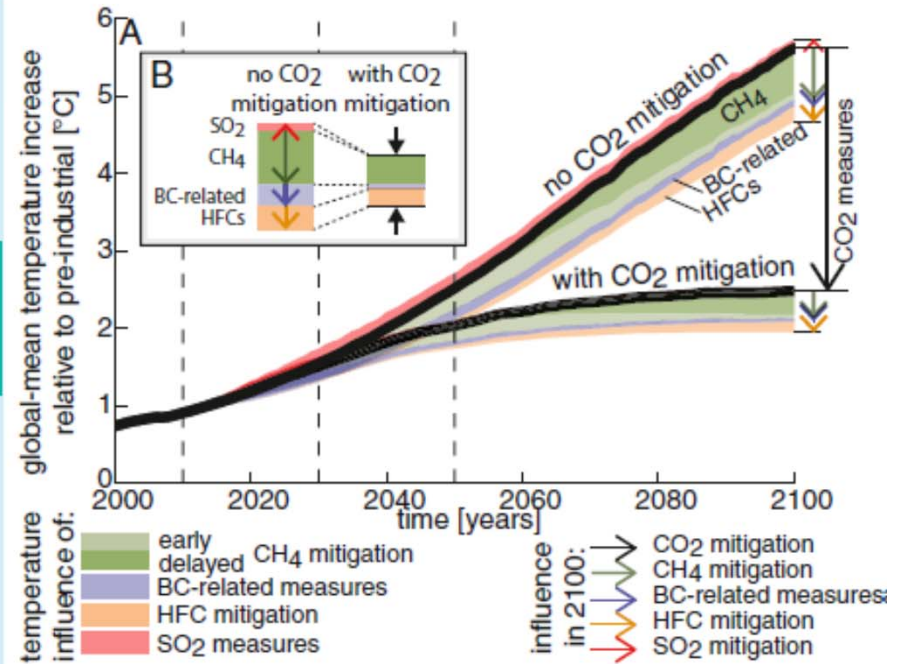 global-mean temperature increase
relative to pre-industrial [°C]
6
5
4
3
2
1
0
A
B
no CO2 mitigation
with CO2 mitigation
SO2
CH4
BC-related
HFCs
no CO2 mitigation
CH4
BC-related
HFCs
CO2 measures
with CO2 mitigation
2000
2020
2040
2060
2080
2100
time [years]
temperature
influence of:
early
delayed CH4 mitigation
BC-related measures
HFC mitigation
SO2 measures
influence
in 2100:
CO2 mitigation
CH4 mitigation
BC-related measures
HFC mitigation
SO2 mitigation